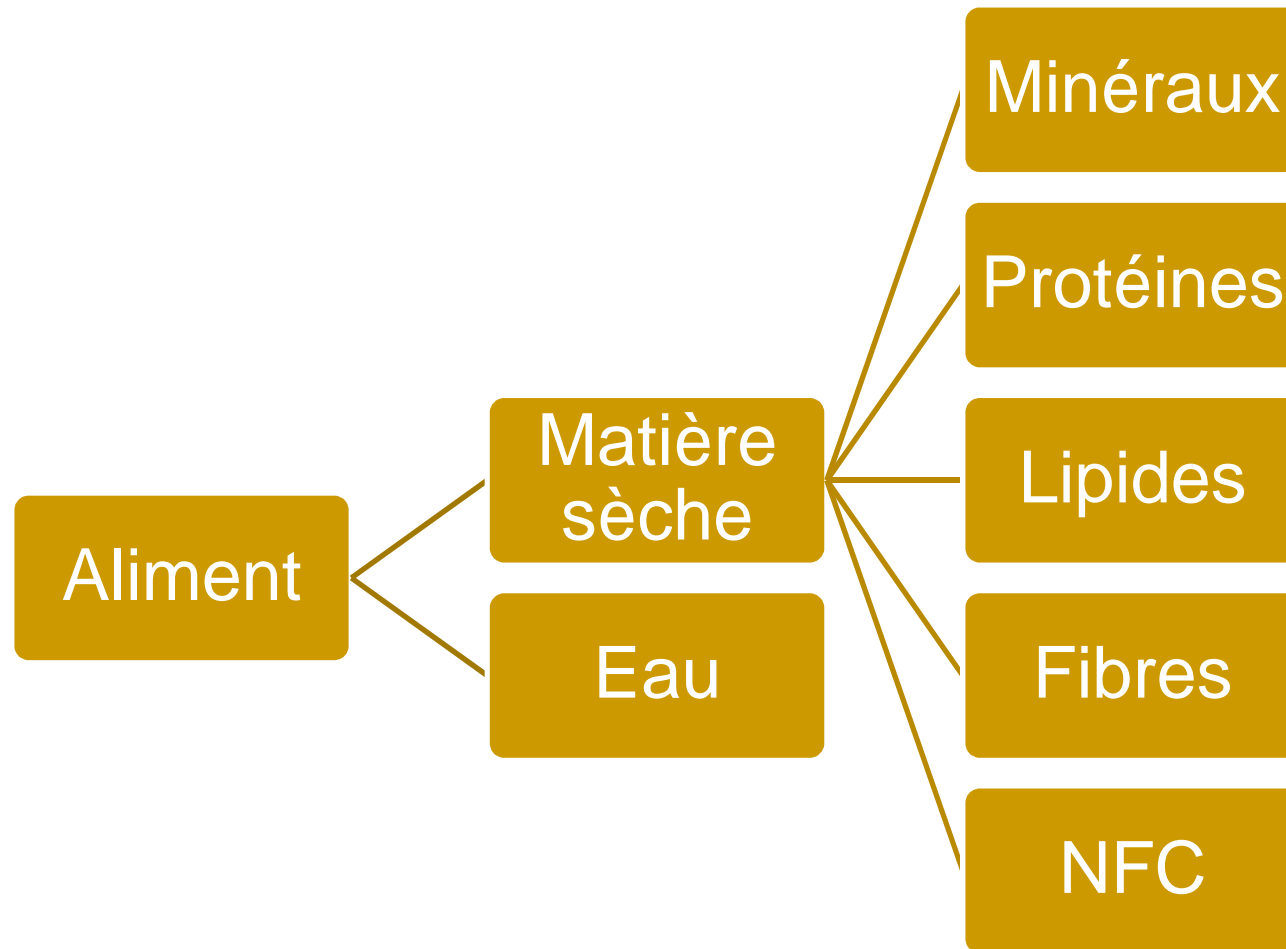 Aliment
Matière
sèche
Eau
Minéraux
Protéines
Lipides
Fibres
NFC